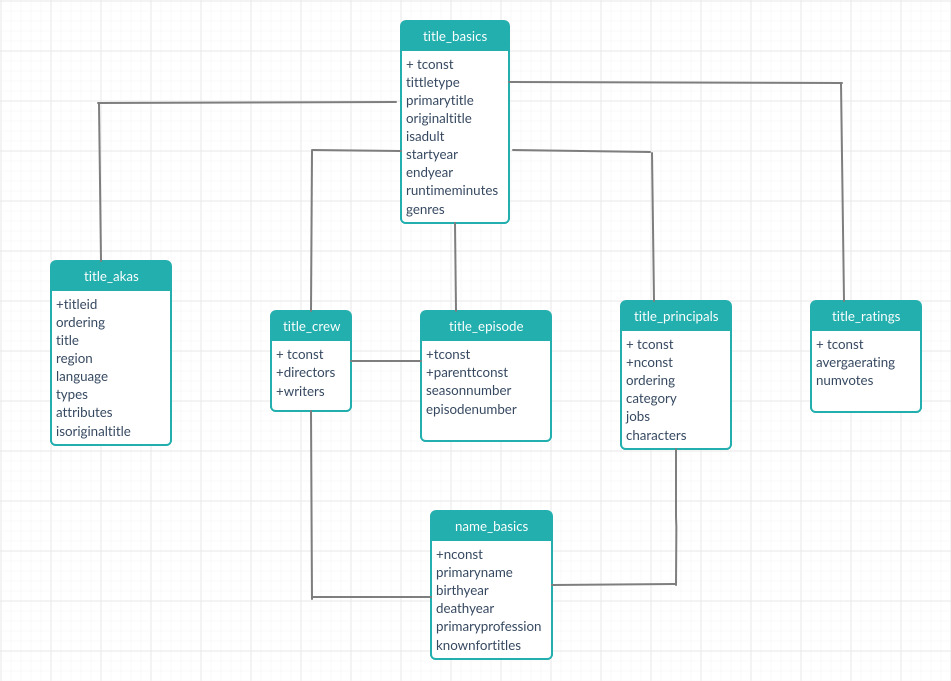 title_basics
+ tconst
tittletype
primarytitle
originaltitle
isadult
startyear
endyear
runtimeminutes
genres
title_akas
+titleid
ordering
title
region
language
types
attributes
isoriginaltitle
title_crew
+ tconst
+directors
+writers
title_episode
+tconst
+parenttconst
seasonnumber
episodenumber
title_principals
+ tconst
+nconst
ordering
category
jobs
characters
title_ratings
+ tconst
avergaerating
numvotes
name_basics
+nconst
primaryname
birthyear
deathyear
primaryprofession
knownfortitles